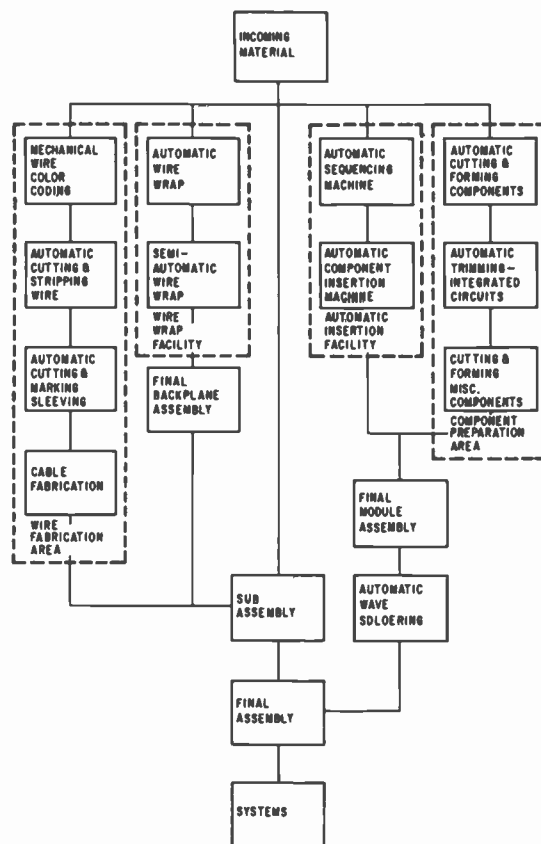 INCOMING
MATERIAL
MECHANICAL
WIRE
COLOR
CODING
AUTOMATIC
CUTTING &
STRIPPING
WIRE
AUTOMATIC
CUTTING &
MARKING
SLEEVING
CABLE
FABRICATION
WIRE
FABRICATION
AREA
AUTOMATIC
WIRE
WRAP
SEMI-
AUTOMATIC
WIRE
WRAP
WIRE
WRAP
FACILITY
FINAL
BACKPLANE
ASSEMBLY
AUTOMATIC
SEQUENCING
MACHINE
AUTOMATIC
COMPONENT
INSERTION
MACHINE
AUTOMATIC
INSERTION
FACILITY
AUTOMATIC
CUTTING &
FORMING
COMPONENTS
AUTOMATIC
TRIMMING-
INTEGRATED
CIRCUITS
CUTTING &
FORMING
MISC.
COMPONENTS
COMPONENT
PREPARATION
AREA
FINAL
MODULE
ASSEMBLY
AUTOMATIC
WAVE
SDLOERING
SUB
ASSEMBLY
FINAL
ASSEMBLY
SYSTEMS